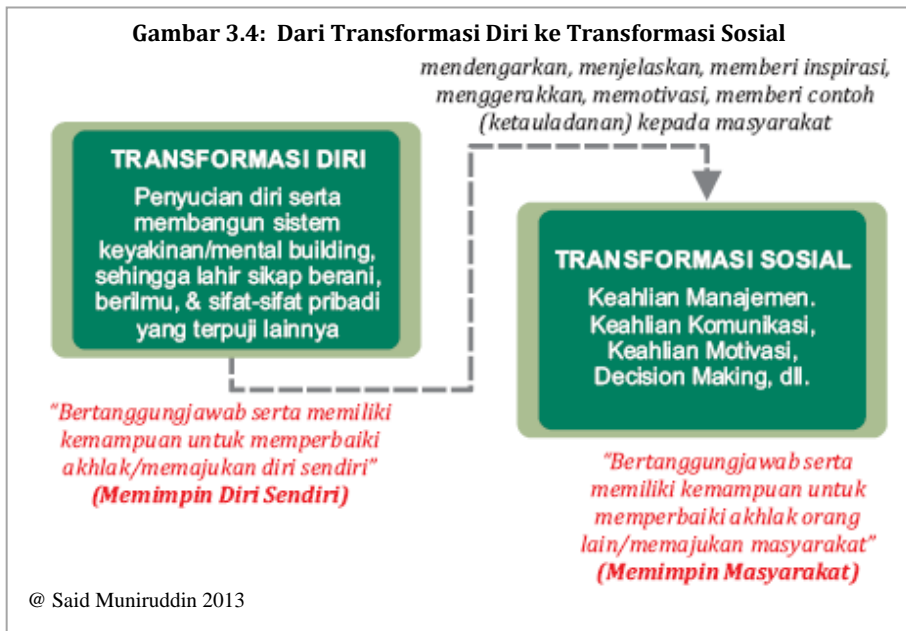 Gambar 3.4: Dari Transformasi Diri ke Transformasi Sosial
mendengarkan, menjelaskan, memberi inspirasi,
menggerakkan, memotivasi, memberi contoh
(ketauladanan) kepada masyarakat
TRANSFORMASI DIRI
Penyucian diri serta
membangun sistem
keyakinan/mental building,
sehingga lahir sikap berani,
berilmu, & sifat-sifat pribadi
yang terpuji lainnya
"Bertanggungjawab serta memiliki
kemampuan untuk memperbaiki
akhlak/memajukan diri sendiri"
(Memimpin Diri Sendiri)
TRANSFORMASI SOSIAL
Keahlian Manajemen.
Keahlian Komunikasi,
Keahlian Motivasi,
Decision Making, dll.
"Bertanggungjawab serta
memiliki kemampuan untuk
memperbaiki akhlak orang
lain/memajukan masyarakat"
(Memimpin Masyarakat)
@ Said Muniruddin 2013